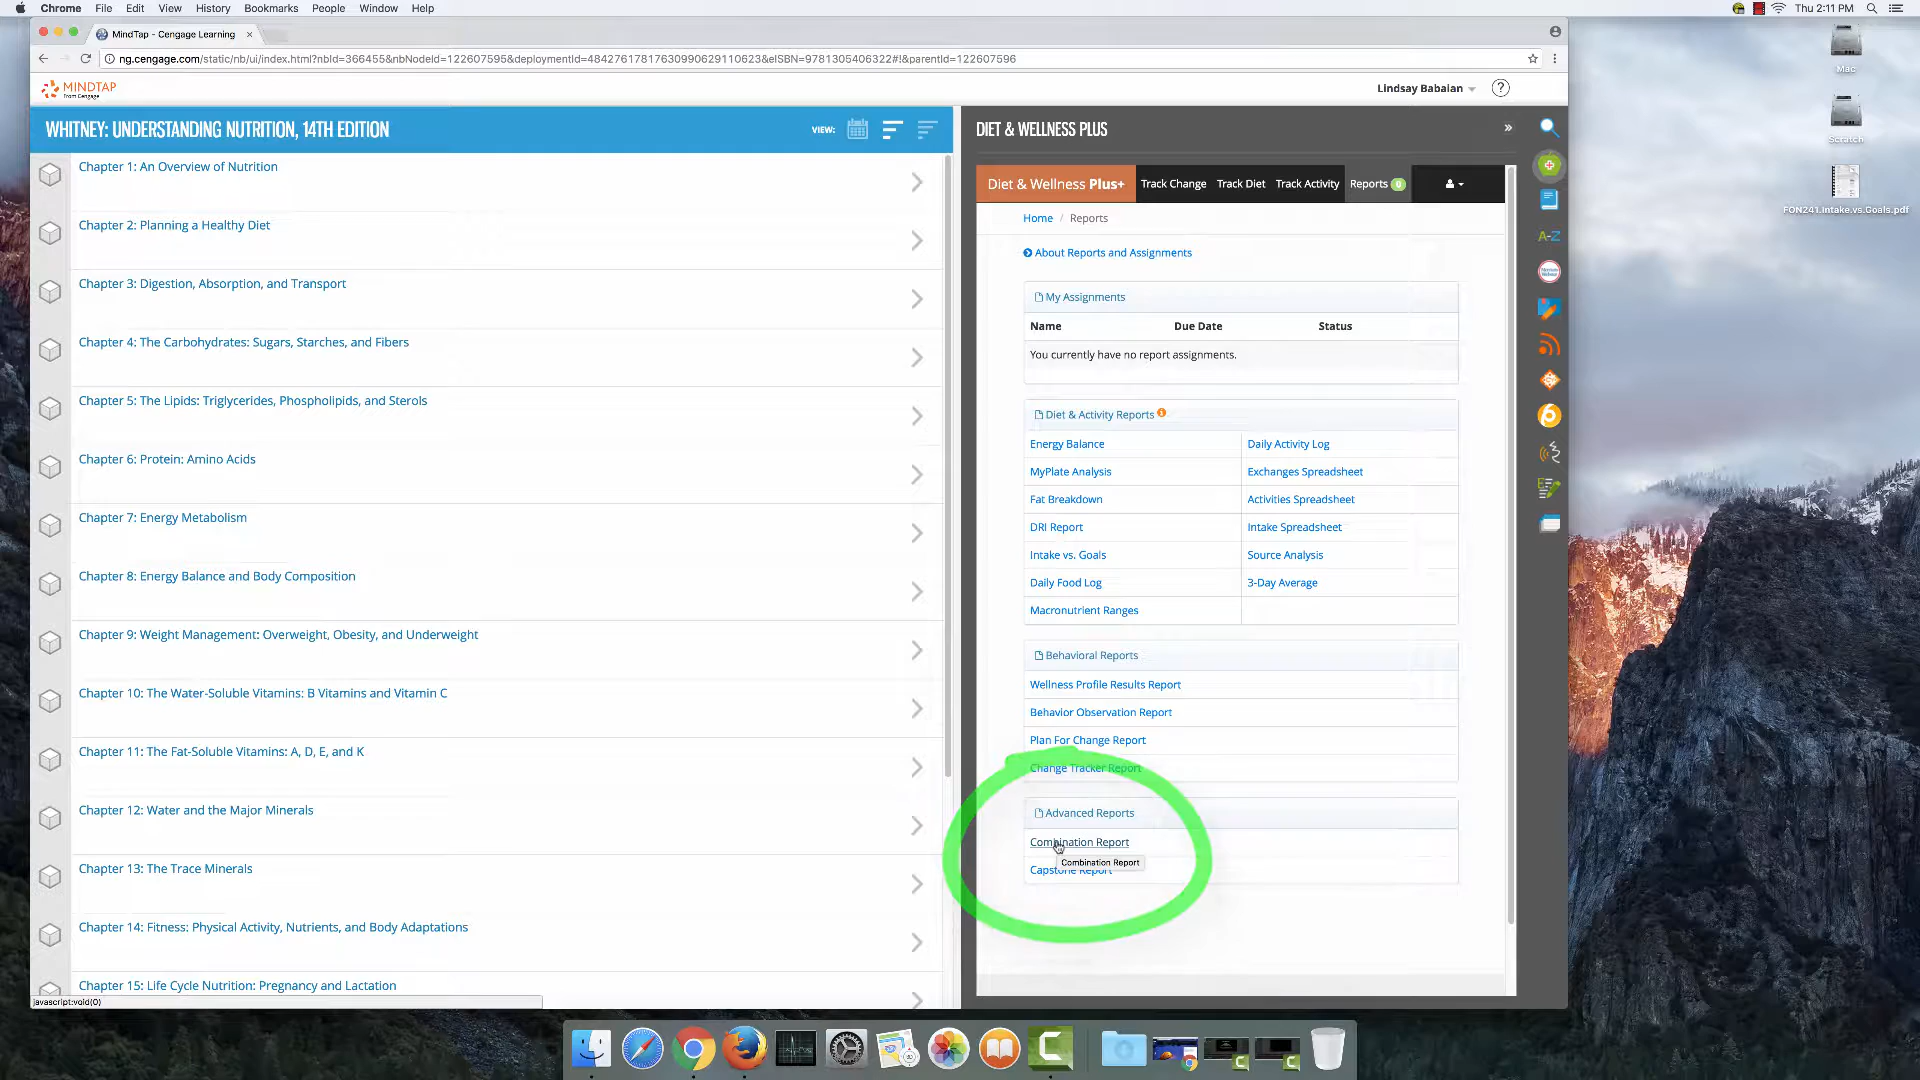 Chrome File Edit View History Bookmarks People Window Help
Thu 2:11 PM
MindTap - Cengage Learning
ng.cengage.com/static/nb/ui/index.html?nbId=366455&nbNodeId=122607595&deploymentId=48427617817630990629110623&eISBN=9781305406322#!&parentId=122607596
MINDTAP
From Cengage
Lindsay Babaian
?
WHITNEY: UNDERSTANDING NUTRITION, 14TH EDITION
VIEW:
Chapter 1: An Overview of Nutrition
Chapter 2: Planning a Healthy Diet
Chapter 3: Digestion, Absorption, and Transport
Chapter 4: The Carbohydrates: Sugars, Starches, and Fibers
Chapter 5: The Lipids: Triglycerides, Phospholipids, and Sterols
Chapter 6: Protein: Amino Acids
Chapter 7: Energy Metabolism
Chapter 8: Energy Balance and Body Composition
Chapter 9: Weight Management: Overweight, Obesity, and Underweight
Chapter 10: The Water-Soluble Vitamins: B Vitamins and Vitamin C
Chapter 11: The Fat-Soluble Vitamins: A, D, E, and K
Chapter 12: Water and the Major Minerals
Chapter 13: The Trace Minerals
Chapter 14: Fitness: Physical Activity, Nutrients, and Body Adaptations
Chapter 15: Life Cycle Nutrition: Pregnancy and Lactation
javascript:void(0)
DIET & WELLNESS PLUS
»
Diet & Wellness Plus+ Track Change Track Diet Track Activity Reports 0
Home / Reports
About Reports and Assignments
My Assignments
Name Due Date Status
You currently have no report assignments.
Diet & Activity Reports
Energy Balance Daily Activity Log
MyPlate Analysis Exchanges Spreadsheet
Fat Breakdown Activities Spreadsheet
DRI Report Intake Spreadsheet
Intake vs. Goals Source Analysis
Daily Food Log 3-Day Average
Macronutrient Ranges
Behavioral Reports
Wellness Profile Results Report
Behavior Observation Report
Plan For Change Report
Change Tracker Report
Advanced Reports
Combination Report
Combination Report
Capstone Report
A-Z
Mac
Scratch
FON241.Intake.vs.Goals.pdf